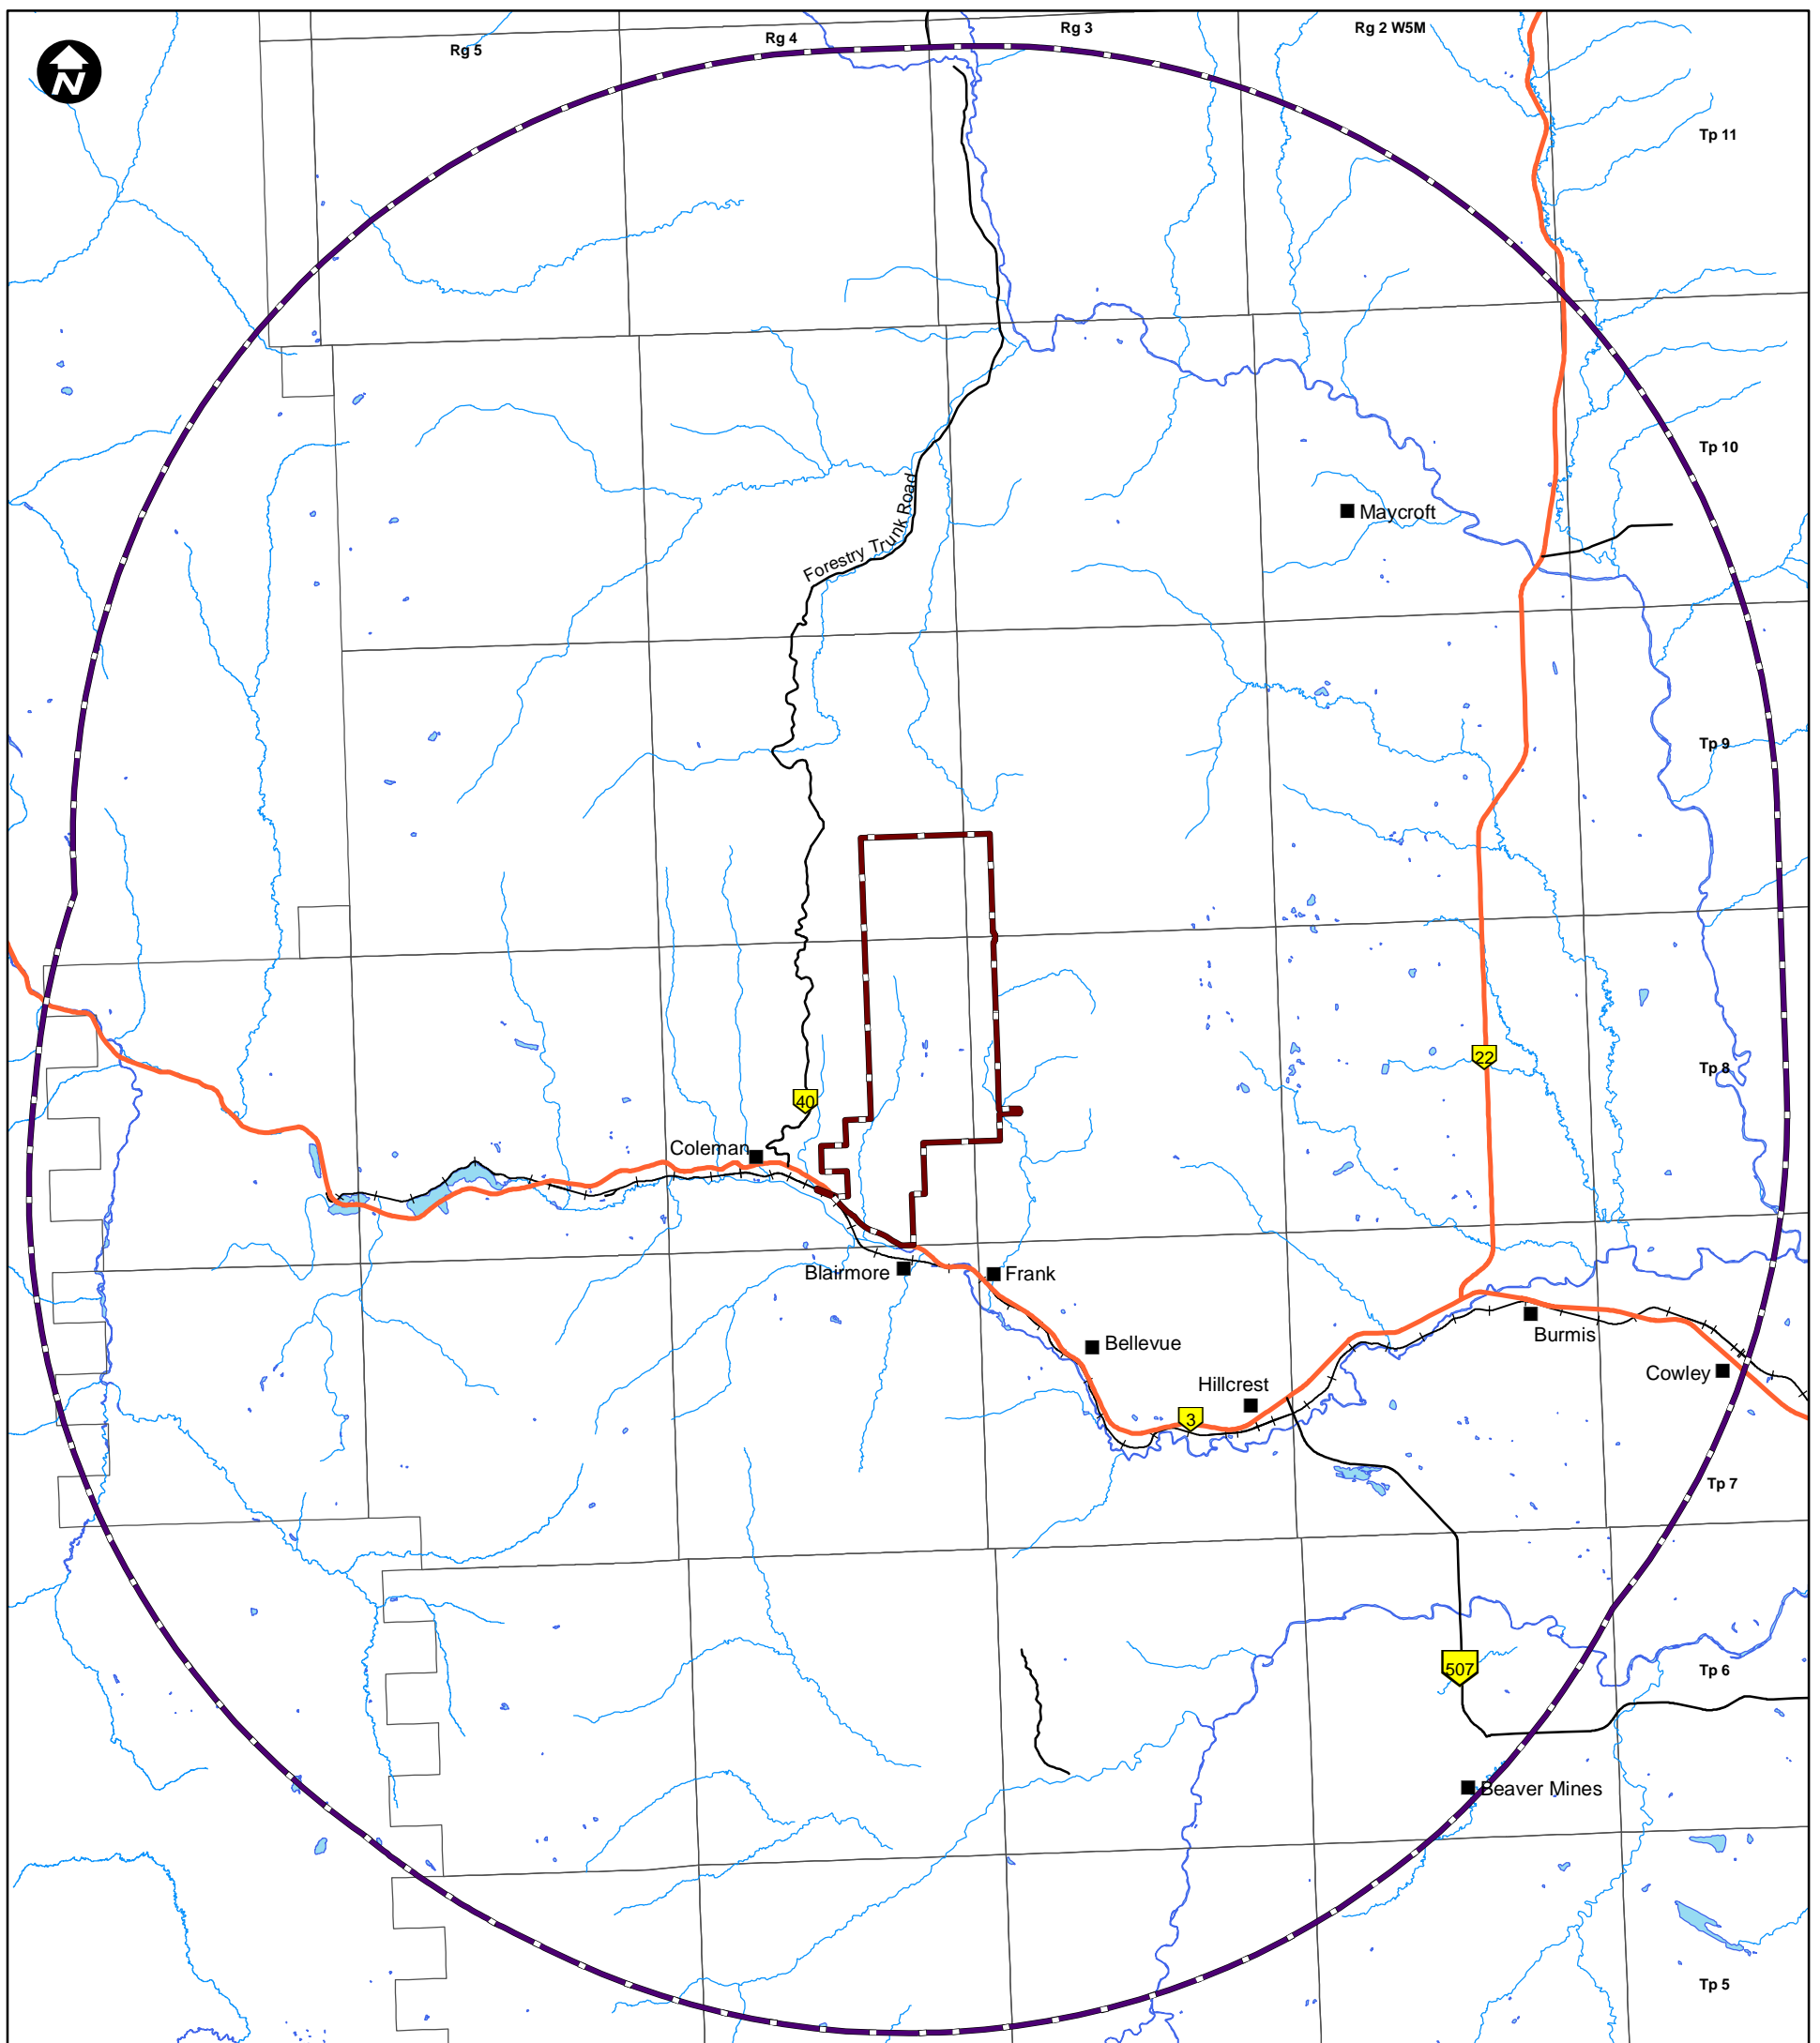 N
Rg 5
Rg 4
Rg 3
Rg 2 W5M
Tp 11
Tp 10
Maycroft
Forestry Trunk Road
Tp 9
22
Tp 8
40
Coleman
Blairmore
Frank
Burmis
Bellevue
Cowley
Hillcrest
3
Tp 7
507
Tp 6
Beaver Mines
Tp 5